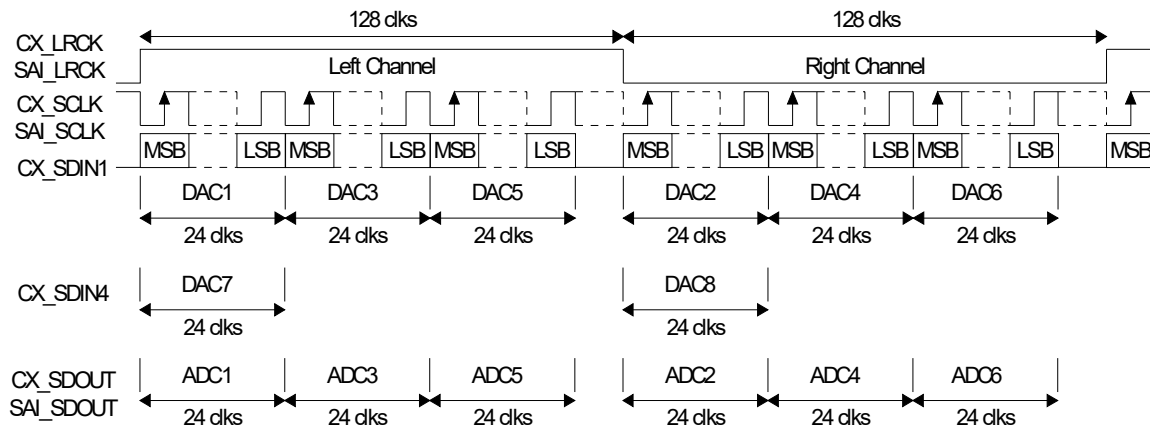 128 clks 128 clks
CX_LRCK
SAI_LRCK
Left Channel Right Channel
CX_SCLK
SAI_SCLK
MSB LSB MSB LSB MSB LSB MSB LSB MSB LSB MSB LSB MSB
CX_SDIN1
DAC1 DAC3 DAC5 DAC2 DAC4 DAC6
24 clks 24 clks 24 clks 24 clks 24 clks 24 clks
CX_SDIN4 DAC7 DAC8
24 clks 24 clks
CX_SDOUT
SAI_SDOUT
ADC1 ADC3 ADC5 ADC2 ADC4 ADC6
24 clks 24 clks 24 clks 24 clks 24 clks 24 clks